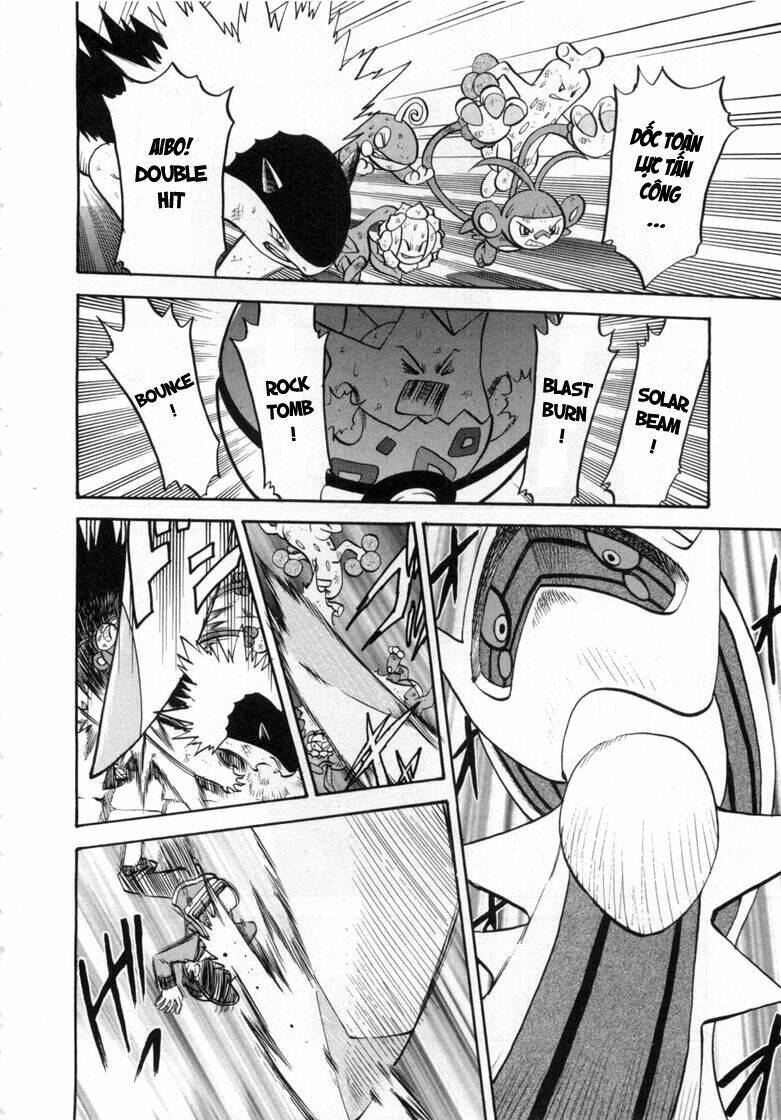 DỐC TOÀN
LỰC TẤN
CÔNG
...
AIBO!
DOUBLE
HIT
SOLAR
BEAM
!
BLAST
BURN
!
ROCK
TOMB
!
BOUNCE
!